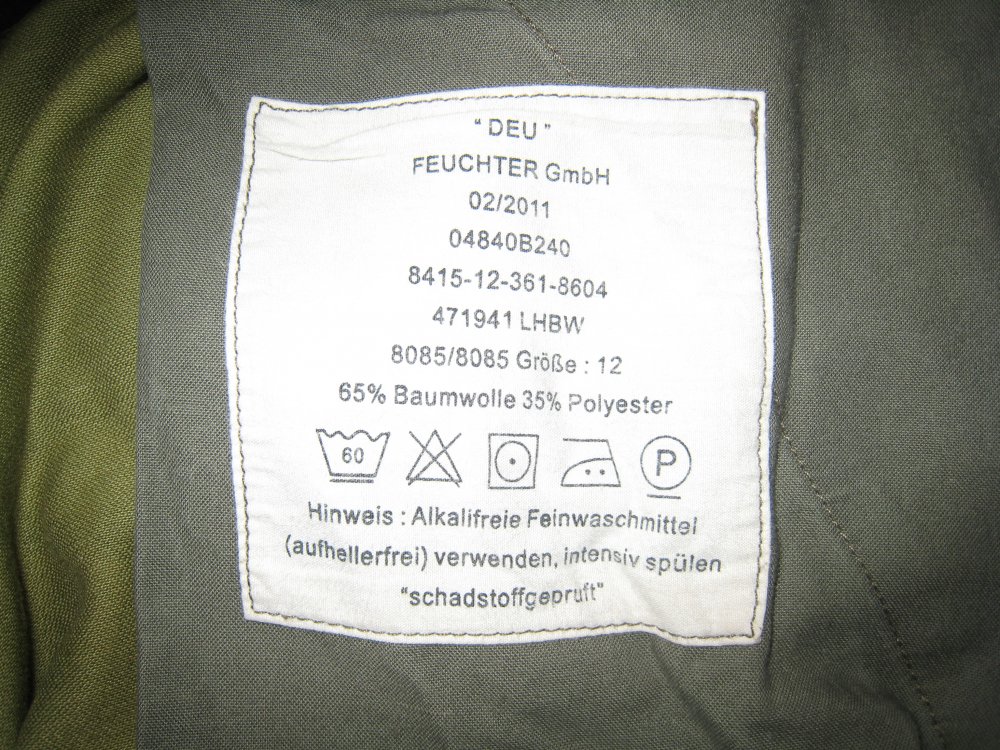 " DEU "
FEUCHTER GmbH
02/2011
04840B240
8415-12-361-8604
471941 LHBW
8085/8085 Größe : 12
65% Baumwolle 35% Polyester
60 P
Hinweis : Alkalifreie Feinwaschmittel
(aufhellerfrei) verwenden, intensiv spülen
"schadstoffgepruft"